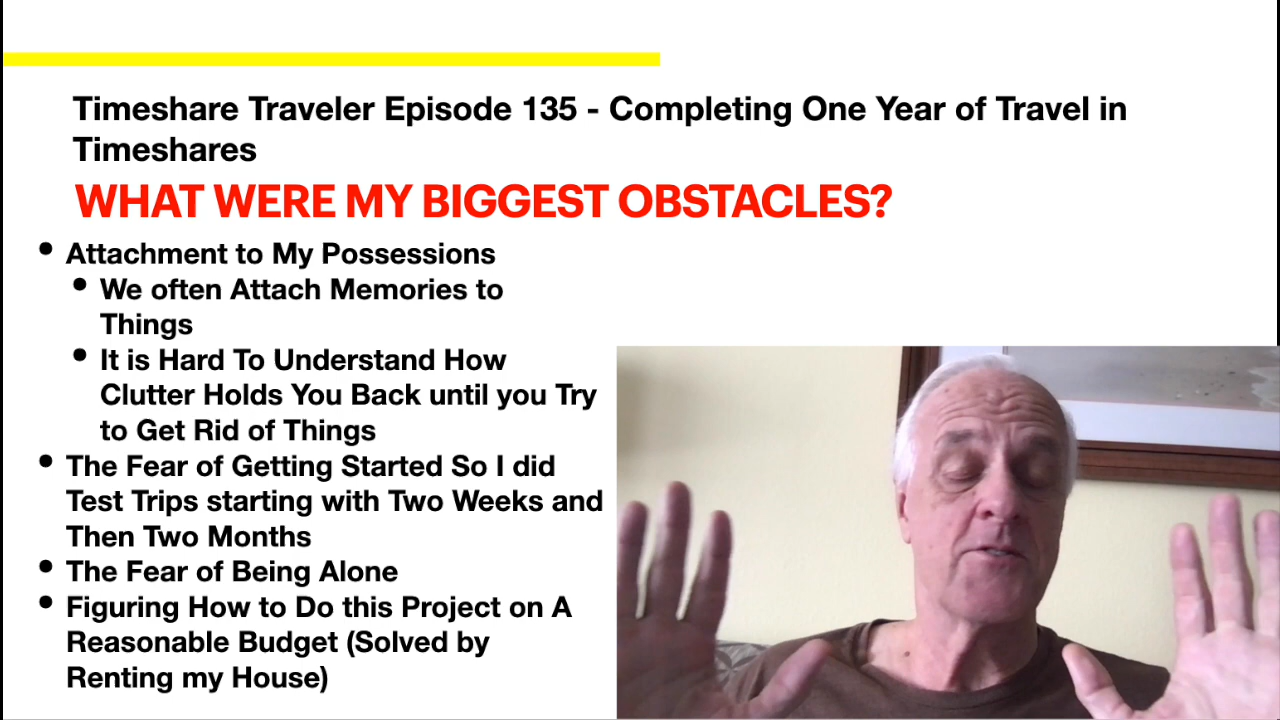 Timeshare Traveler Episode 135 - Completing One Year of Travel in
Timeshares
WHAT WERE MY BIGGEST OBSTACLES?
• Attachment to My Possessions
• We often Attach Memories to
Things
• It is Hard To Understand How
Clutter Holds You Back until you Try
to Get Rid of Things
• The Fear of Getting Started So I did
Test Trips starting with Two Weeks and
Then Two Months
• The Fear of Being Alone
• Figuring How to Do this Project on A
Reasonable Budget (Solved by
Renting my House)